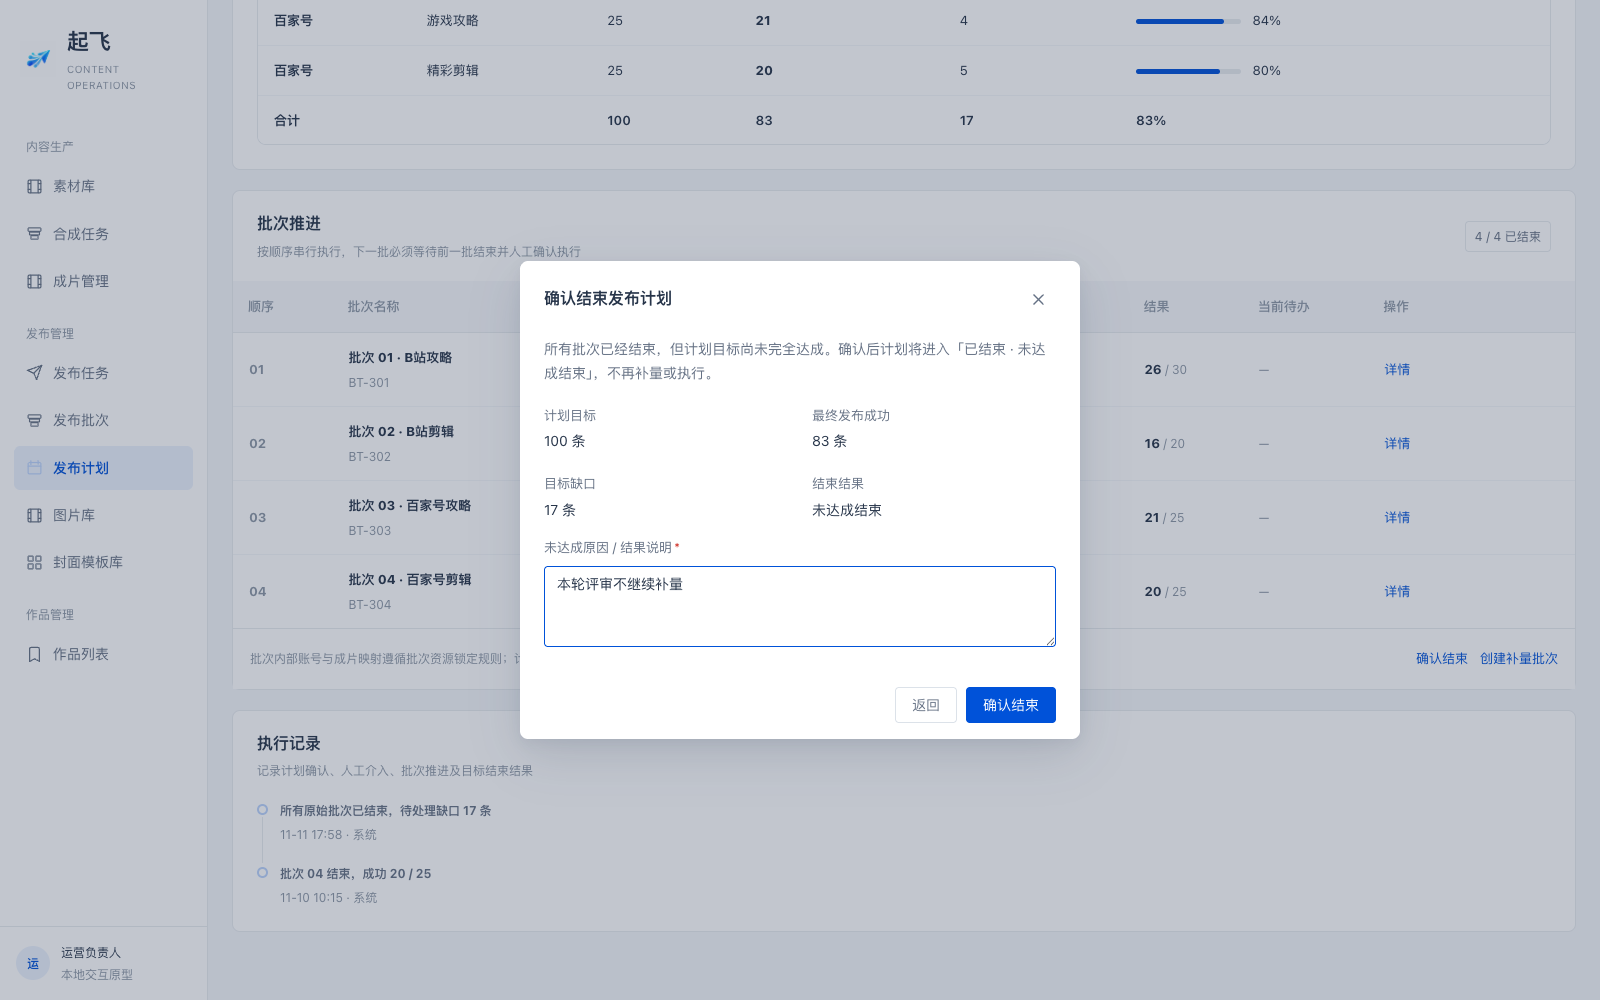 起飞
CONTENT
OPERATIONS
内容生产
素材库
合成任务
成片管理
发布管理
发布任务
发布批次
发布计划
图片库
封面模板库
作品管理
作品列表
运
运营负责人
本地交互原型
百家号 游戏攻略 25 21 4 84%
百家号 精彩剪辑 25 20 5 80%
合计 100 83 17 83%
批次推进
按顺序串行执行，下一批必须等待前一批结束并人工确认执行
4 / 4 已结束
顺序 批次名称 结果 当前待办 操作
01 批次 01 · B站攻略 26 / 30 — 详情
BT-301
02 批次 02 · B站剪辑 16 / 20 — 详情
BT-302
03 批次 03 · 百家号攻略 21 / 25 — 详情
BT-303
04 批次 04 · 百家号剪辑 20 / 25 — 详情
BT-304
批次内部账号与成片映射遵循批次资源锁定规则；
确认结束 创建补量批次
确认结束发布计划
所有批次已经结束，但计划目标尚未完全达成。确认后计划将进入「已结束 · 未达
成结束」，不再补量或执行。
计划目标 最终发布成功
100 条 83 条
目标缺口 结束结果
17 条 未达成结束
未达成原因 / 结果说明 *
本轮评审不继续补量
返回 确认结束
执行记录
记录计划确认、人工介入、批次推进及目标结束结果
所有原始批次已结束，待处理缺口 17 条
11-11 17:58 · 系统
批次 04 结束，成功 20 / 25
11-10 10:15 · 系统